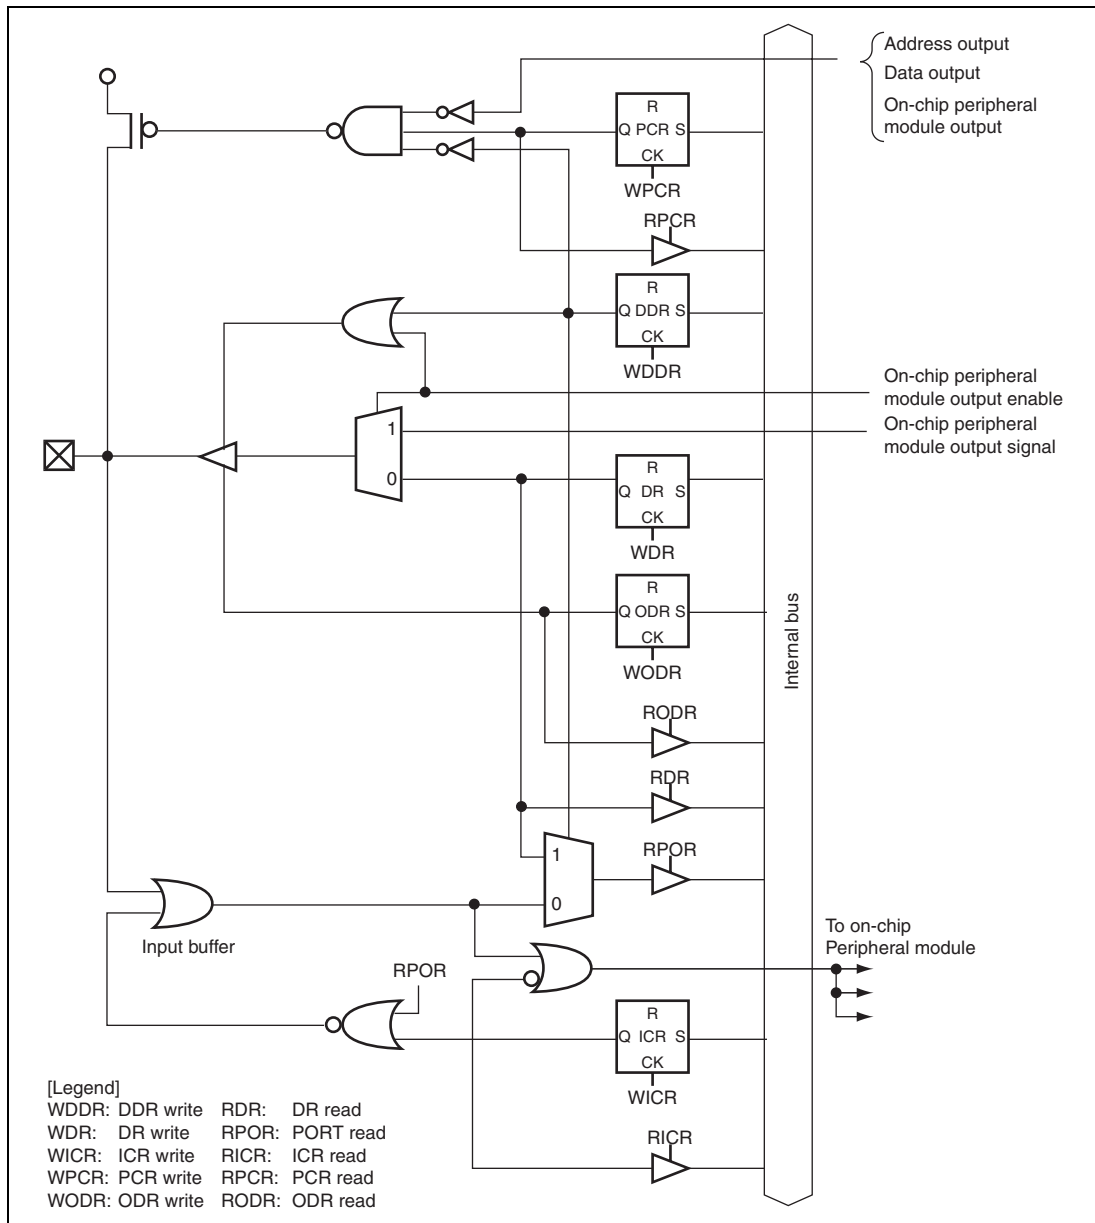 Address output
Data output
On-chip peripheral
module output
R
Q PCR S
CK
WPCR
RPCR
R
Q DDR S
CK
WDDR
On-chip peripheral
module output enable
On-chip peripheral
module output signal
1
0
R
Q DR S
CK
WDR
R
Q ODR S
CK
WODR
Internal bus
RODR
RDR
1
0
RPOR
Input buffer
To on-chip
Peripheral module
RPOR
R
Q ICR S
CK
WICR
RICR
[Legend]
WDDR: DDR write RDR: DR read
WDR: DR write RPOR: PORT read
WICR: ICR write RICR: ICR read
WPCR: PCR write RPCR: PCR read
WODR: ODR write RODR: ODR read